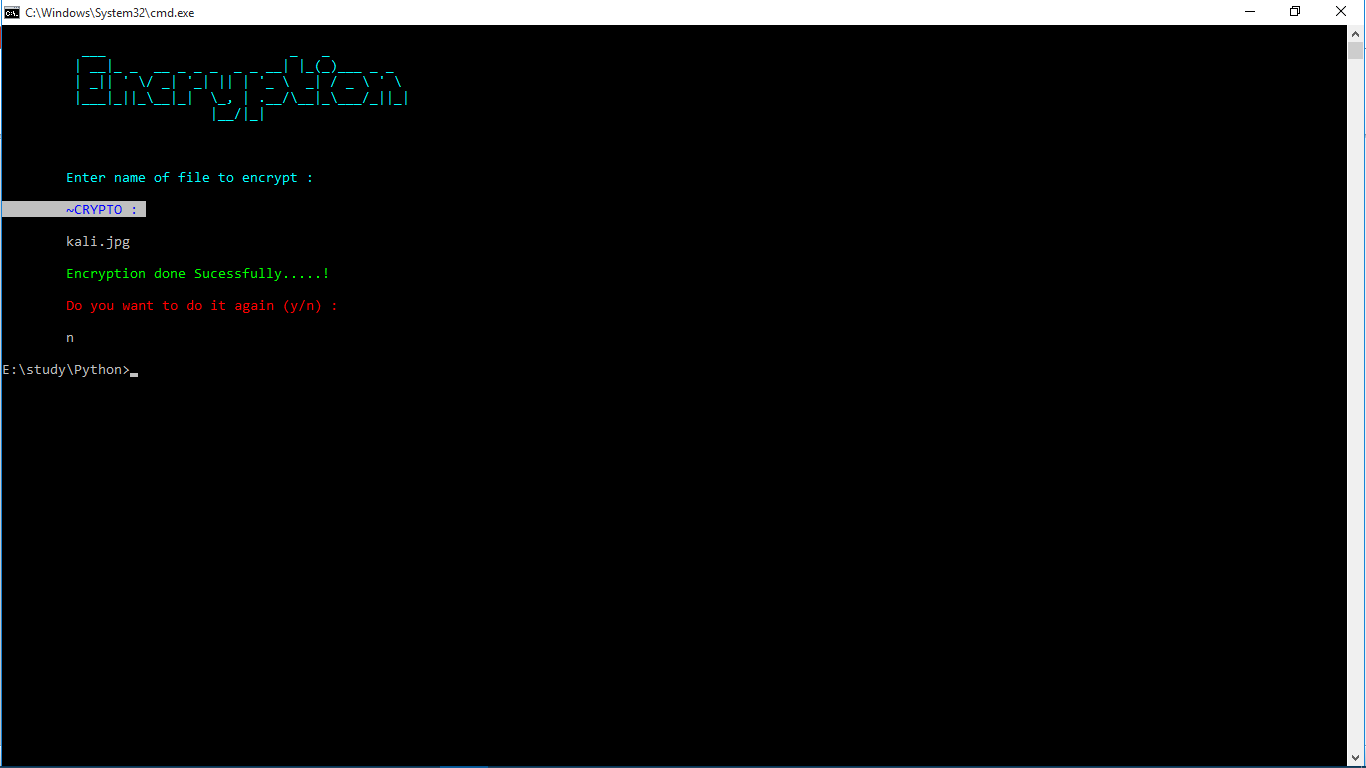 C:\Windows\System32\cmd.exe
Encryption
Enter name of file to encrypt :
~CRYPTO :
kali.jpg
Encryption done Sucessfully.....!
Do you want to do it again (y/n) :
n
E:\study\Python>